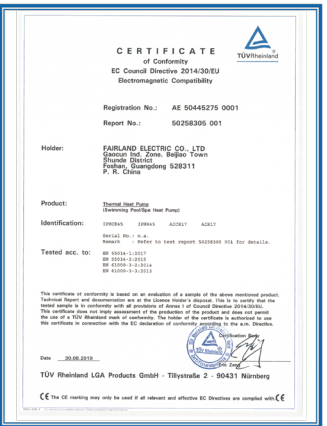 TÜVRheinland
CERTIFICATE
of Conformity
EC Council Directive 2014/30/EU
Electromagnetic Compatibility
Registration No.: AE 50445275 0001
Report No.: 50258305 001
Holder: FAIRLAND ELECTRIC CO., LTD
Gaocun Ind. Zone, Beijiao Town
Shunde District
Foshan, Guangdong 528311
P. R. China
Product: Thermal Heat Pump
(Swimming Pool/Spa Heat Pump)
Identification:
Serial No.: n.a.
Remark : Refer to test report 50258305 001 for details.
Tested acc. to: EN 55014-1:2017
EN 55014-2:2015
EN 61000-3-2:2014
EN 61000-3-3:2013
This certificate of conformity is based on an evaluation of a sample of the above mentioned product.
Technical Report and documentation are at the Licence Holder's disposal. This is to certify that the
tested sample is in conformity with all provisions of Annex I of Council Directive 2014/30/EU.
This certificate does not imply assessment of the production of the product and does not permit
the use of a TÜV Rheinland mark of conformity. The holder of the certificate is authorized to use
this certificate in connection with the EC declaration of conformity according to the a.m. Directive.
Certification Body
TÜV Rheinland
Date 20.08.2019
TÜV Rheinland LGA Products GmbH - Tillystraße 2 - 90431 Nürnberg
CE The CE marking may only be used if all relevant and effective EC Directives are complied with. CE